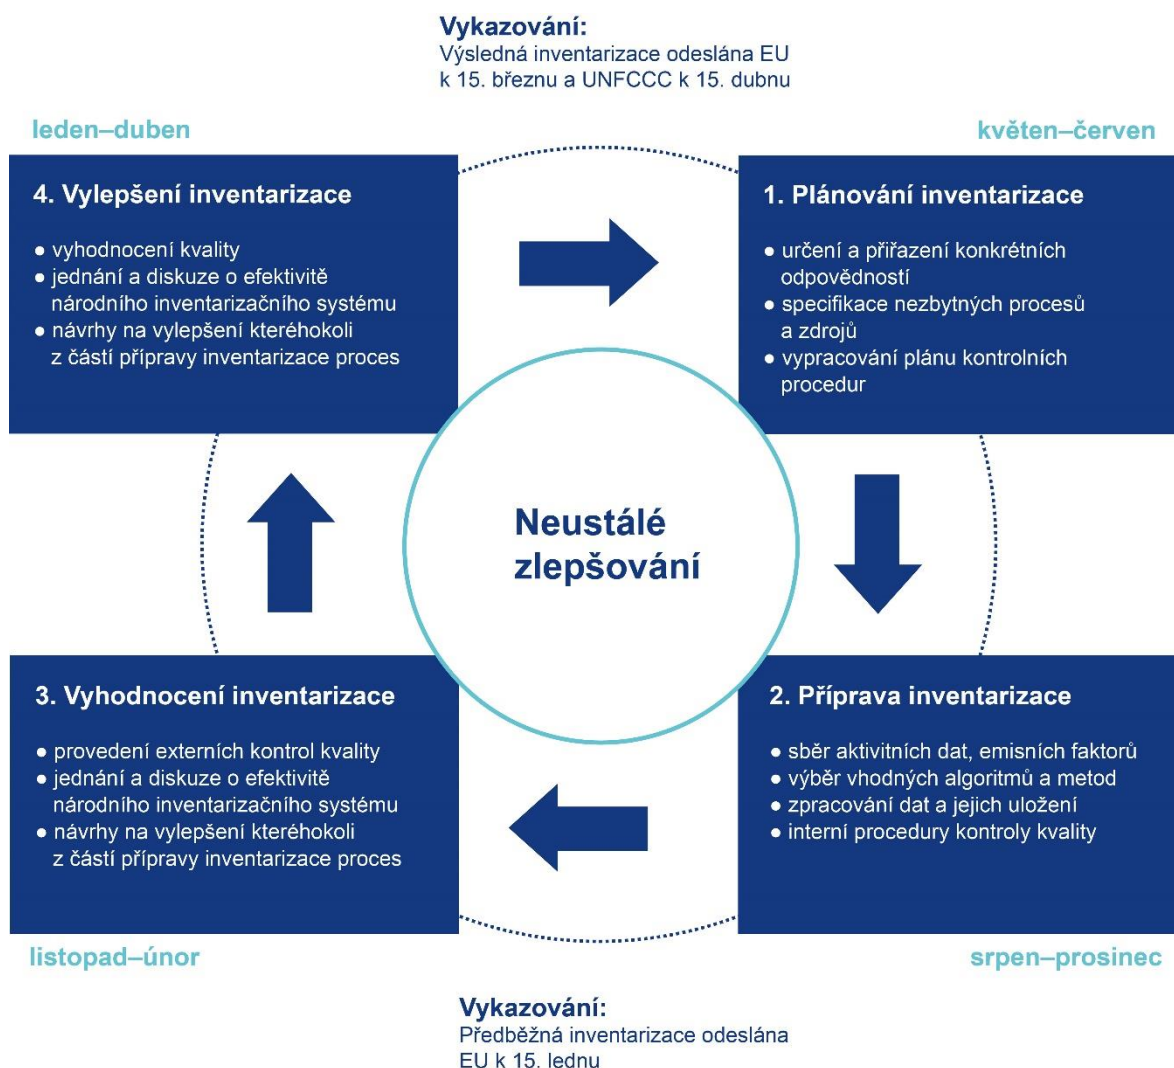 Vykazování:
Výsledná inventarizace odeslána EU
k 15. březnu a UNFCCC k 15. dubnu
leden–duben
4. Vylepšení inventarizace
● vyhodnocení kvality
● jednání a diskuze o efektivitě
národního inventarizačního systému
● návrhy na vylepšení kteréhokoli
z částí přípravy inventarizace proces
květen–červen
1. Plánování inventarizace
● určení a přiřazení konkrétních
odpovědností
● specifikace nezbytných procesů
a zdrojů
● vypracování plánu kontrolních
procedur
Neustálé
zlepšování
3. Vyhodnocení inventarizace
● provedení externích kontrol kvality
● jednání a diskuze o efektivitě
národního inventarizačního systému
● návrhy na vylepšení kteréhokoli
z částí přípravy inventarizace proces
listopad–únor
2. Příprava inventarizace
● sběr aktivitních dat, emisních faktorů
● výběr vhodných algoritmů a metod
● zpracování dat a jejich uložení
● interní procedury kontroly kvality
srpen–prosinec
Vykazování:
Předběžná inventarizace odeslána
EU k 15. lednu